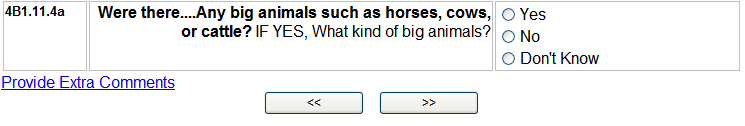 4B1.11.4a
Were there....Any big animals such as horses, cows,
or cattle? IF YES, What kind of big animals?
Yes
No
Don't Know
Provide Extra Comments
<< >>